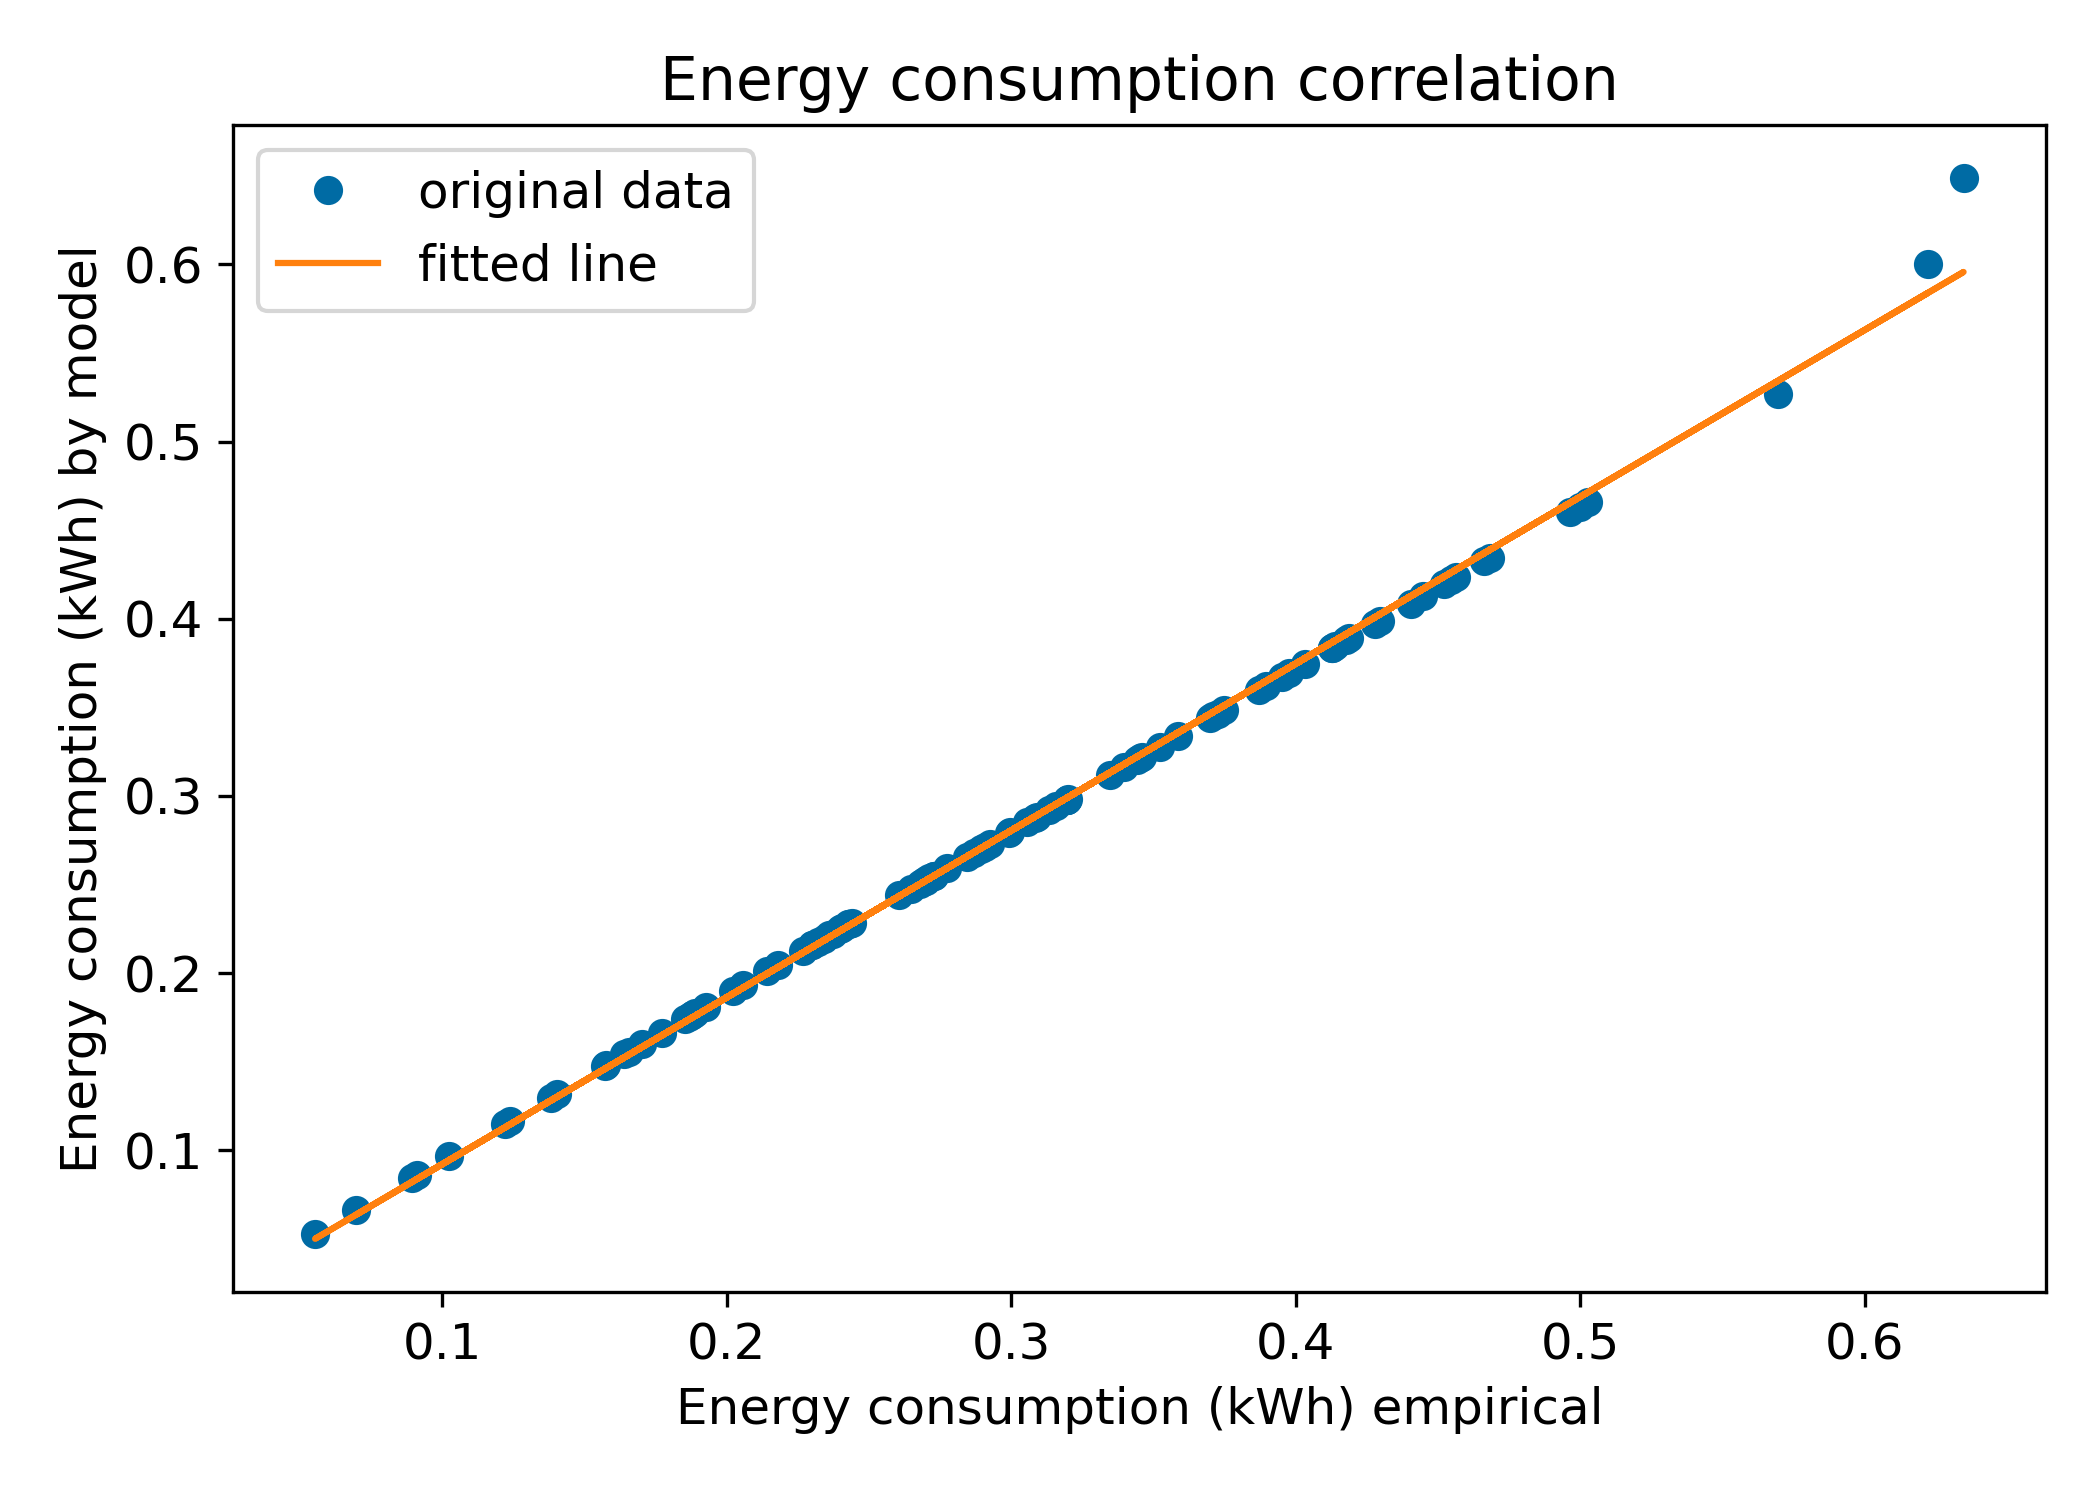 Energy consumption correlation
original data
fitted line
Energy consumption (kWh) by model
0.6
0.5
0.4
0.3
0.2
0.1
0.1 0.2 0.3 0.4 0.5 0.6
Energy consumption (kWh) empirical